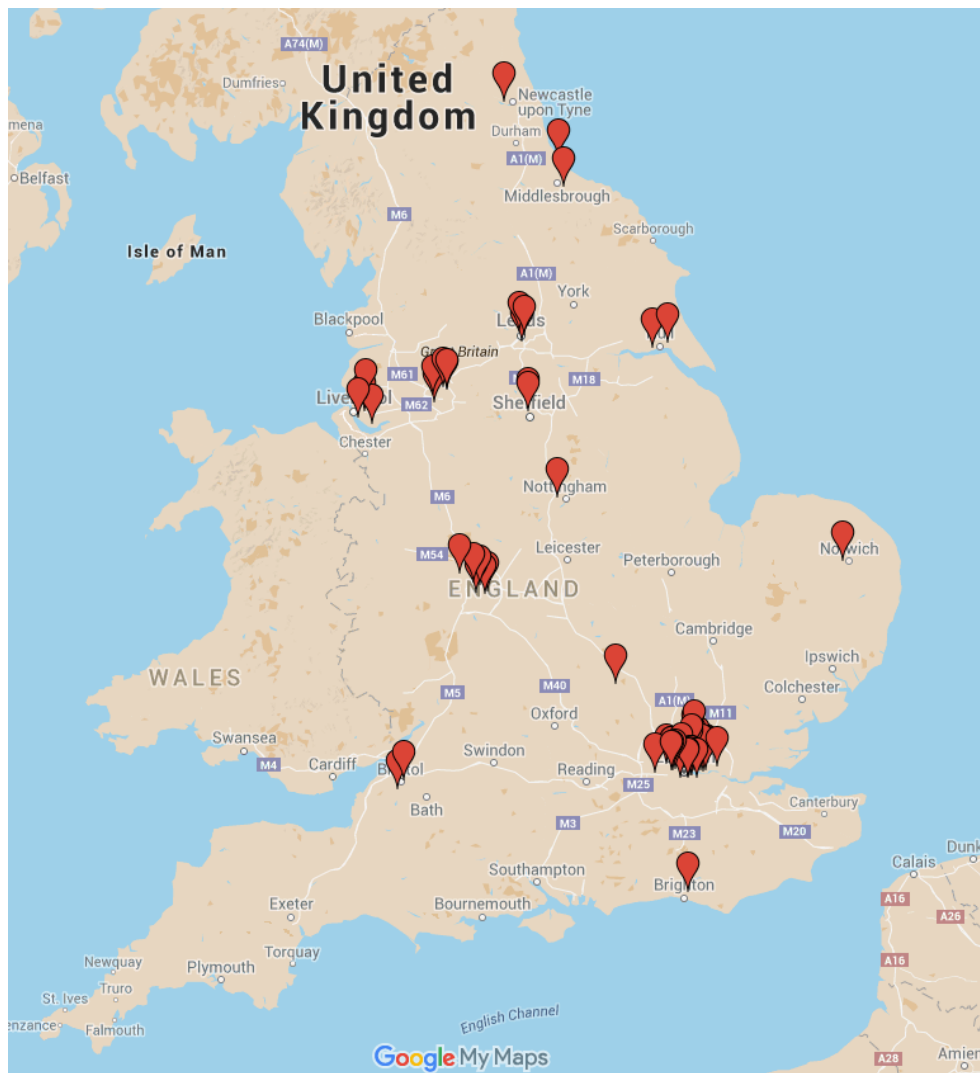 A74(M)
United
Kingdom
Dumfries
Newcastle
upon Tyne
Durham
A1(M)
Belfast
Middlesbrough
M6
Scarborough
Isle of Man
A1(M)
York
Blackpool
Leeds
Great Britain
M61
M18
Liverpool
M62
Sheffield
Chester
M6
Nottingham
M54
Leicester
Norwich
Peterborough
ENGLAND
Cambridge
WALES
Ipswich
M5
M40
A1(M)
Colchester
M11
Oxford
Swansea
Swindon
M4
Cardiff
Bristol
Reading
M25
Bath
Canterbury
M3
M23
M20
Southampton
Calais
Dunk
Brighton
A16
Exeter
Bournemouth
A26
Torquay
Newquay
Plymouth
A16
Truro
St. Ives
enzance
Falmouth
English Channel
Google My Maps
A28
Amien